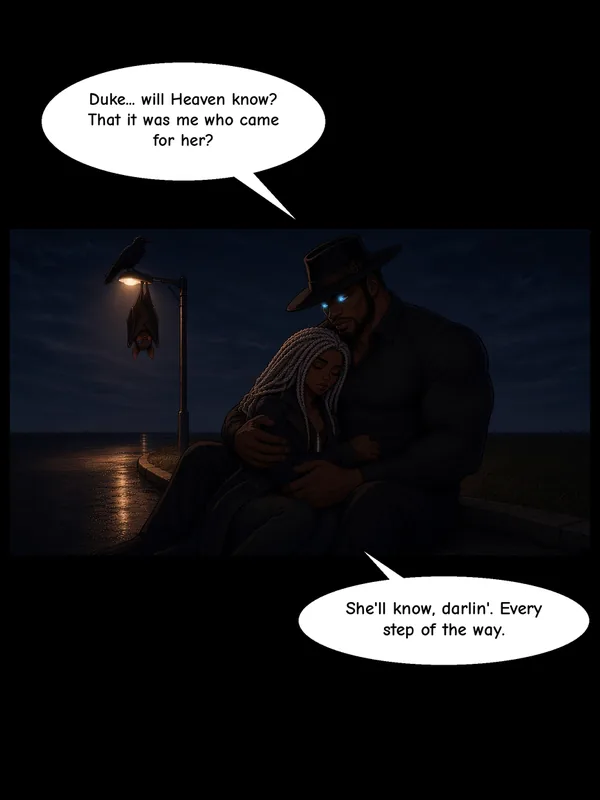 Duke... will Heaven know?
That it was me who came
for her?
She'll know, darlin'. Every
step of the way.